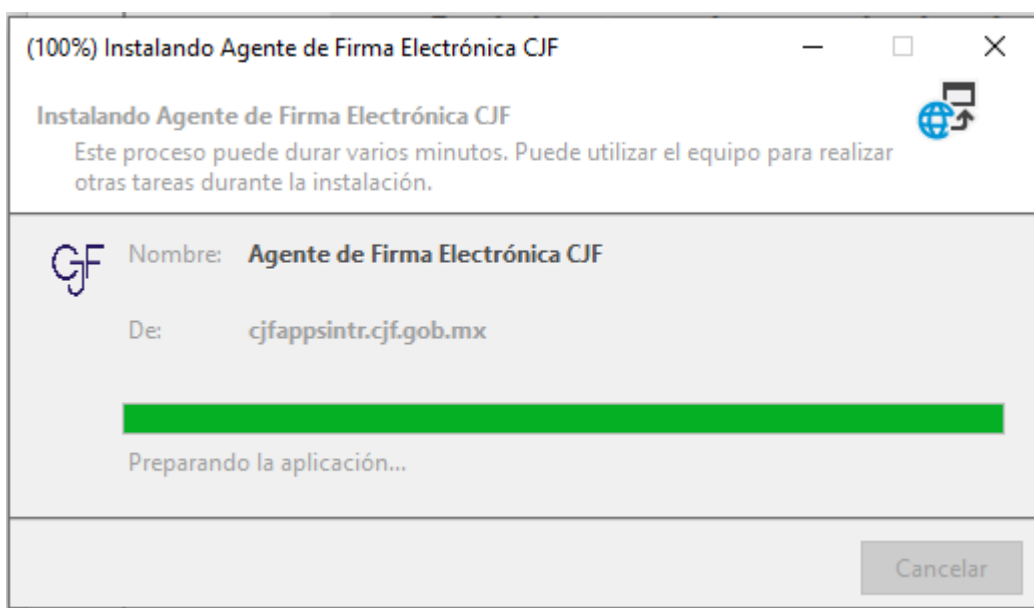 (100%) Instalando Agente de Firma Electrónica CJF
Instalando Agente de Firma Electrónica CJF
Este proceso puede durar varios minutos. Puede utilizar el equipo para realizar
otras tareas durante la instalación.
CJF
Nombre: Agente de Firma Electrónica CJF
De: cjfappsintr.cjf.gob.mx
Preparando la aplicación...
Cancelar